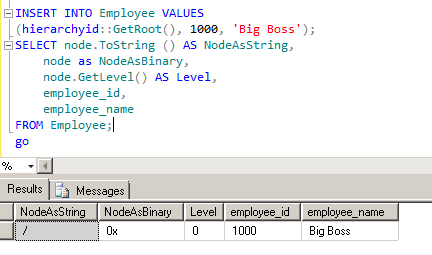 INSERT INTO Employee VALUES
(hierarchyid::GetRoot(), 1000, 'Big Boss');
SELECT node.ToString () AS NodeAsString,
node as NodeAsBinary,
node.GetLevel() AS Level,
employee_id,
employee_name
FROM Employee;
go
%
Results Messages
NodeAsString NodeAsBinary Level employee_id employee_name
/ 0x 0 1000 Big Boss